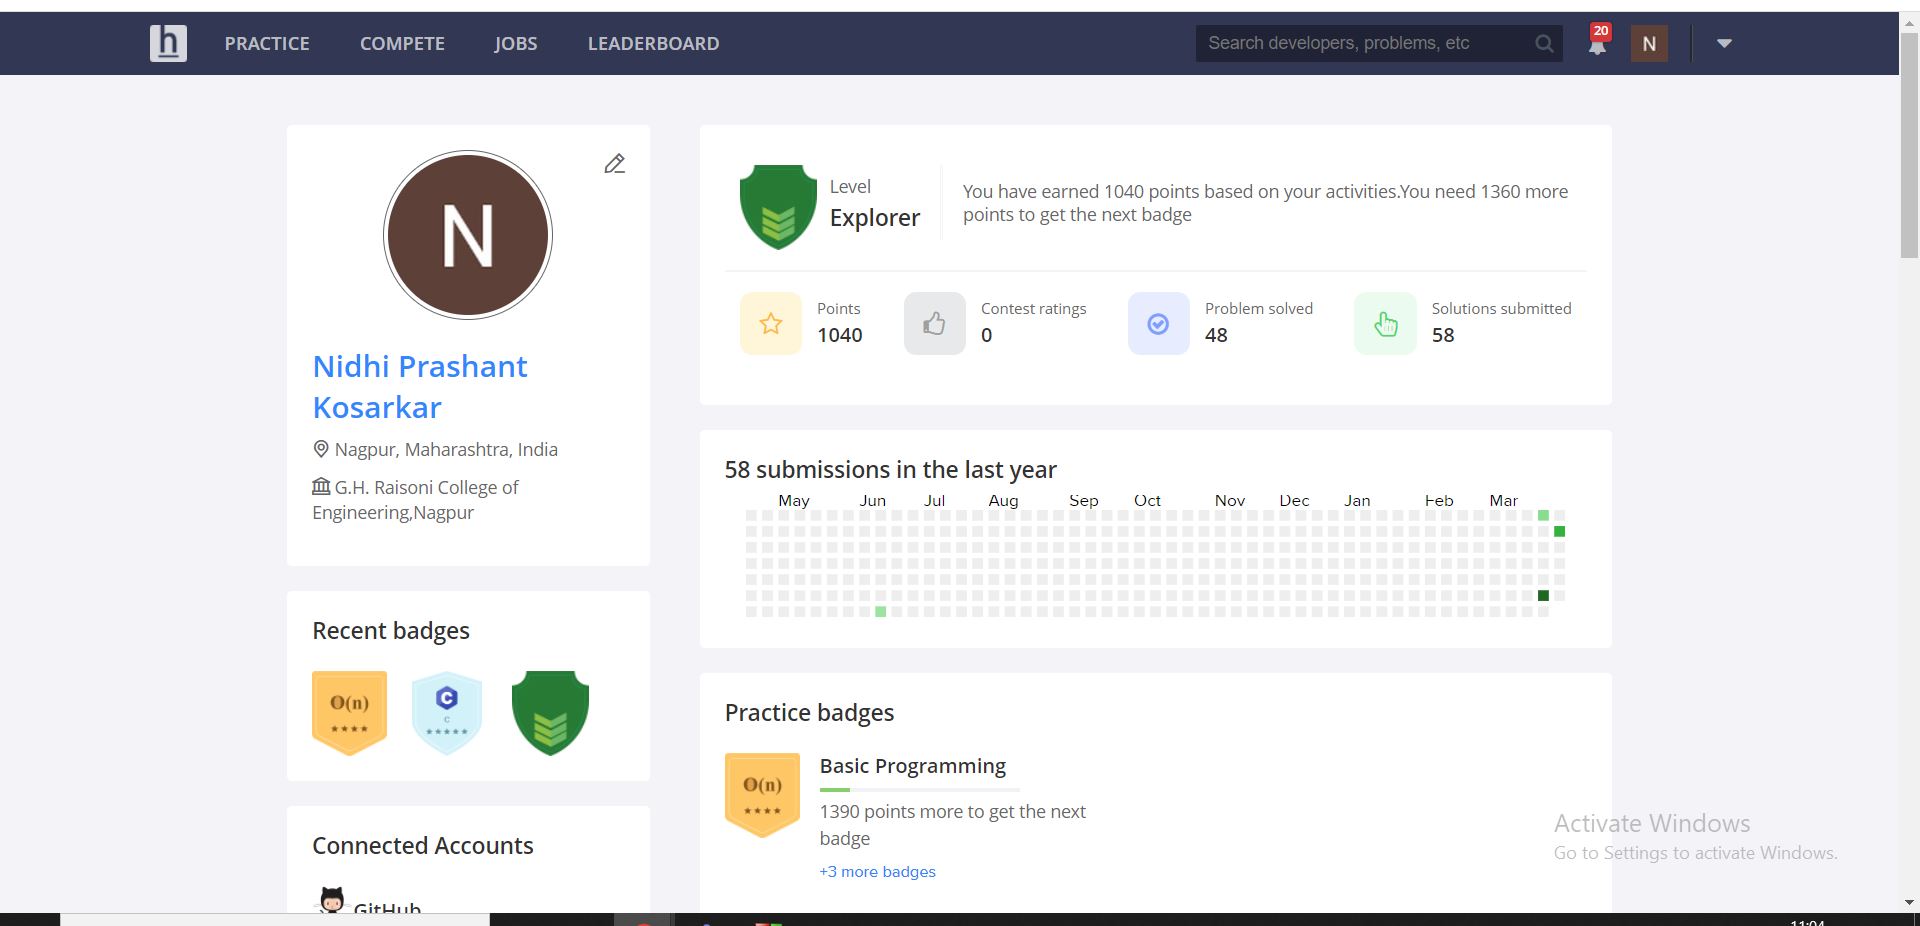 h PRACTICE COMPETE JOBS LEADERBOARD Search developers, problems, etc 20 N
N
Nidhi Prashant
Kosarkar
Nagpur, Maharashtra, India
G.H. Raisoni College of
Engineering,Nagpur
Recent badges
O(n)
C
C
Connected Accounts
GitHub
Level
Explorer
You have earned 1040 points based on your activities.You need 1360 more
points to get the next badge
Points
1040
Contest ratings
0
Problem solved
48
Solutions submitted
58
58 submissions in the last year
May Jun Jul Aug Sep Oct Nov Dec Jan Feb Mar
Practice badges
O(n)
Basic Programming
1390 points more to get the next
badge
+3 more badges
Activate Windows
Go to Settings to activate Windows.
11:04